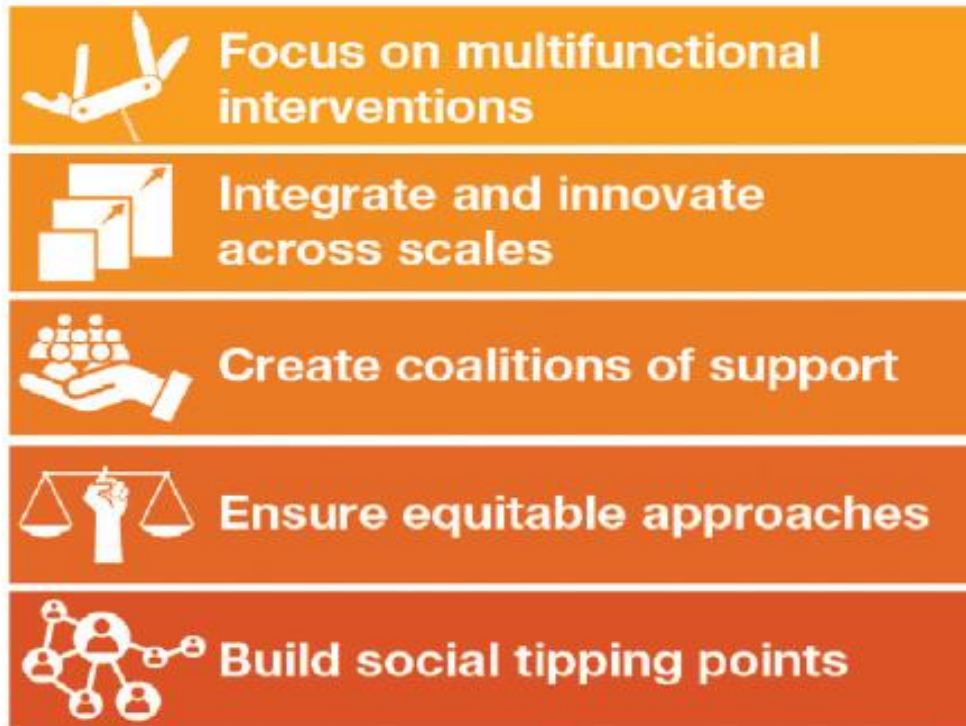 Focus on multifunctional
interventions
Integrate and innovate
across scales
Create coalitions of support
Ensure equitable approaches
Build social tipping points